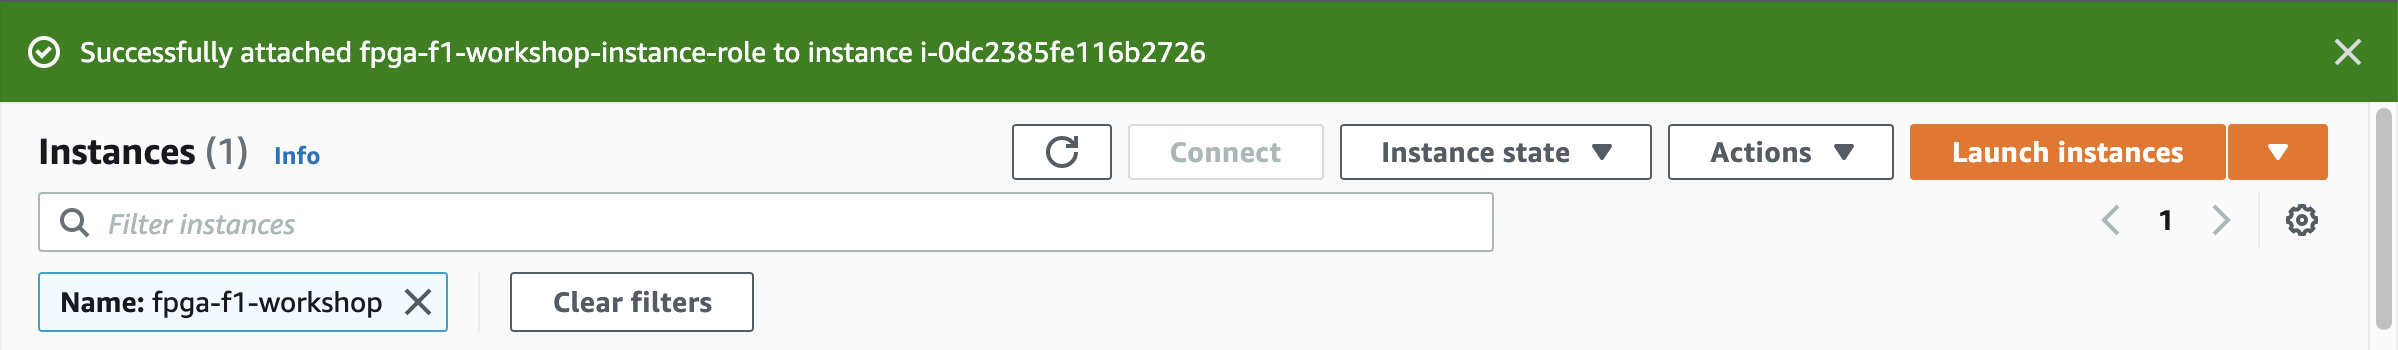 Successfully attached fpga-f1-workshop-instance-role to instance i-0dc2385fe116b2726
Instances (1) Info Connect Instance state Actions Launch instances
Filter instances 1
Name: fpga-f1-workshop Clear filters